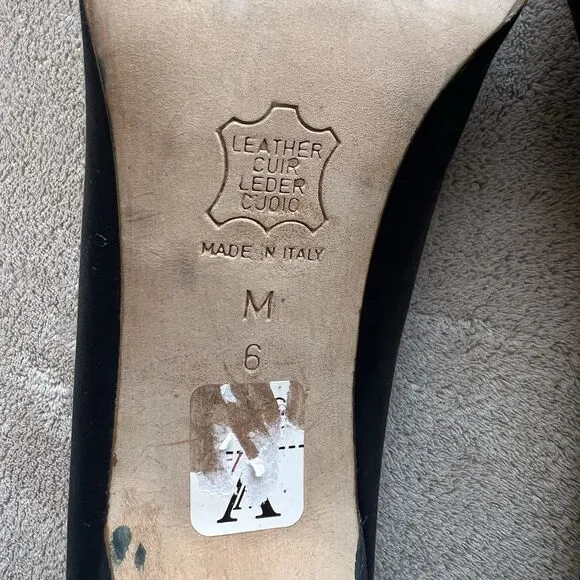 LEATHER
CUIR
LEDER
CUOIO
MADE IN ITALY
M
6